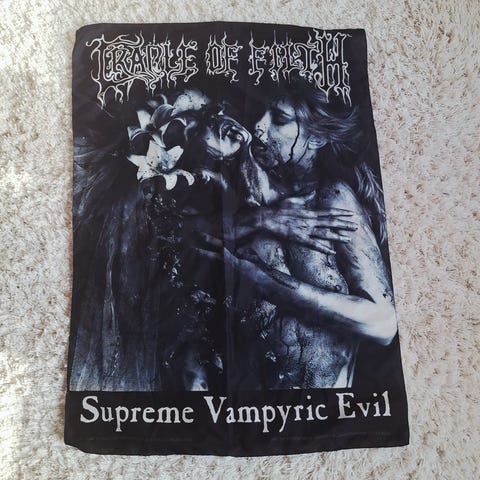 CRADLE OF FILTH
Supreme Vampyric Evil